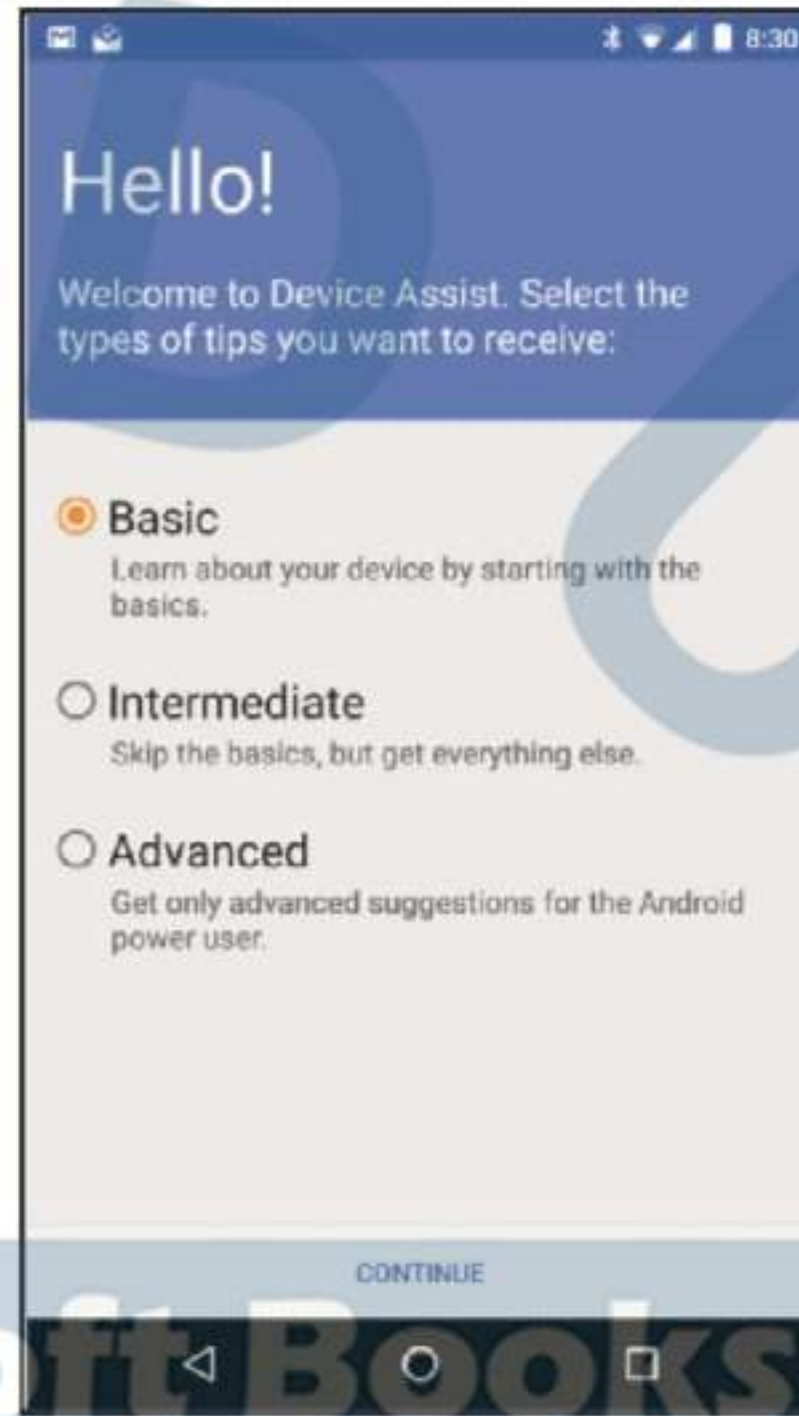 8:30
Hello!
Welcome to Device Assist. Select the
types of tips you want to receive:
Basic
Learn about your device by starting with the
basics.
Intermediate
Skip the basics, but get everything else.
Advanced
Get only advanced suggestions for the Android
power user.
CONTINUE
oft Books